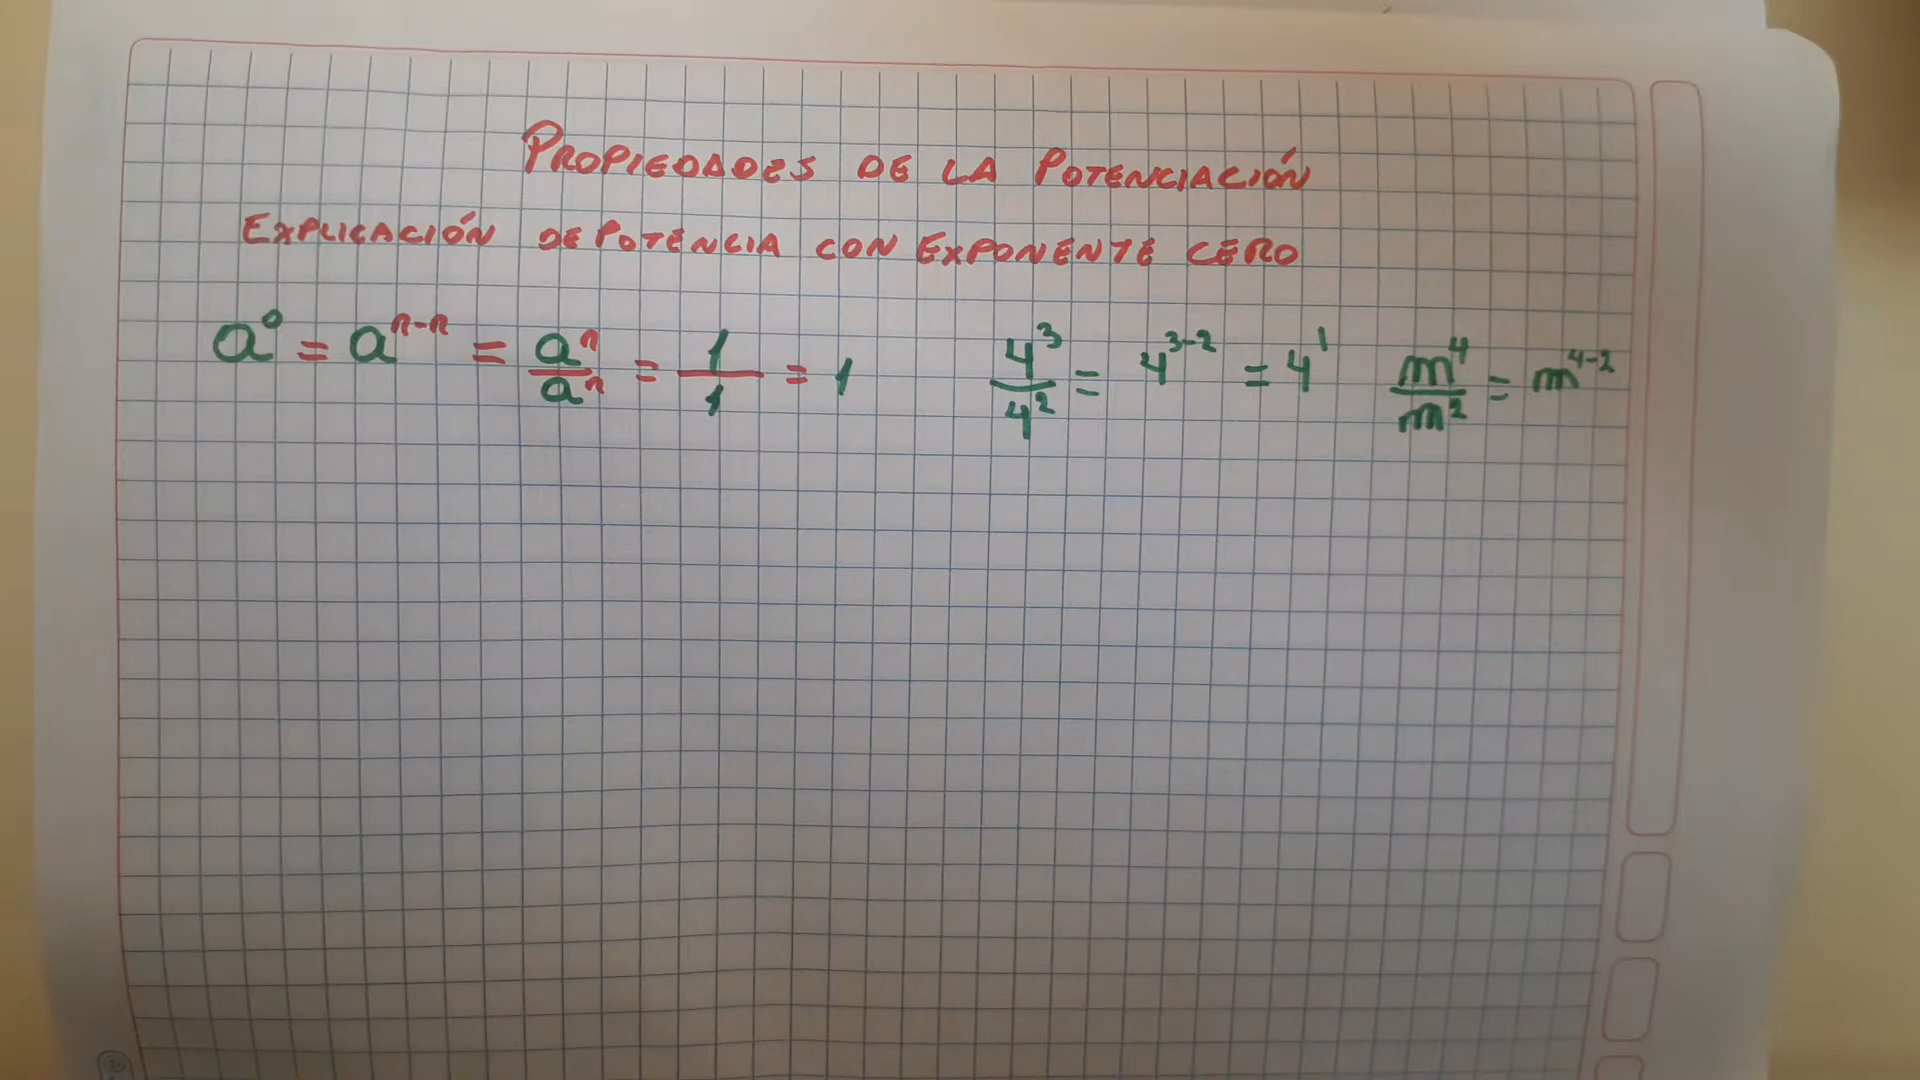 PROPIEDADES DE LA POTENCIACIÓN
EXPLICACIÓN DE POTENCIA CON EXPONENTE CERO
a⁰ = aⁿ⁻ⁿ = aⁿ/aⁿ = 1/1 = 1 4³/4² = 4³⁻² = 4¹ m⁴/m² = m⁴⁻²